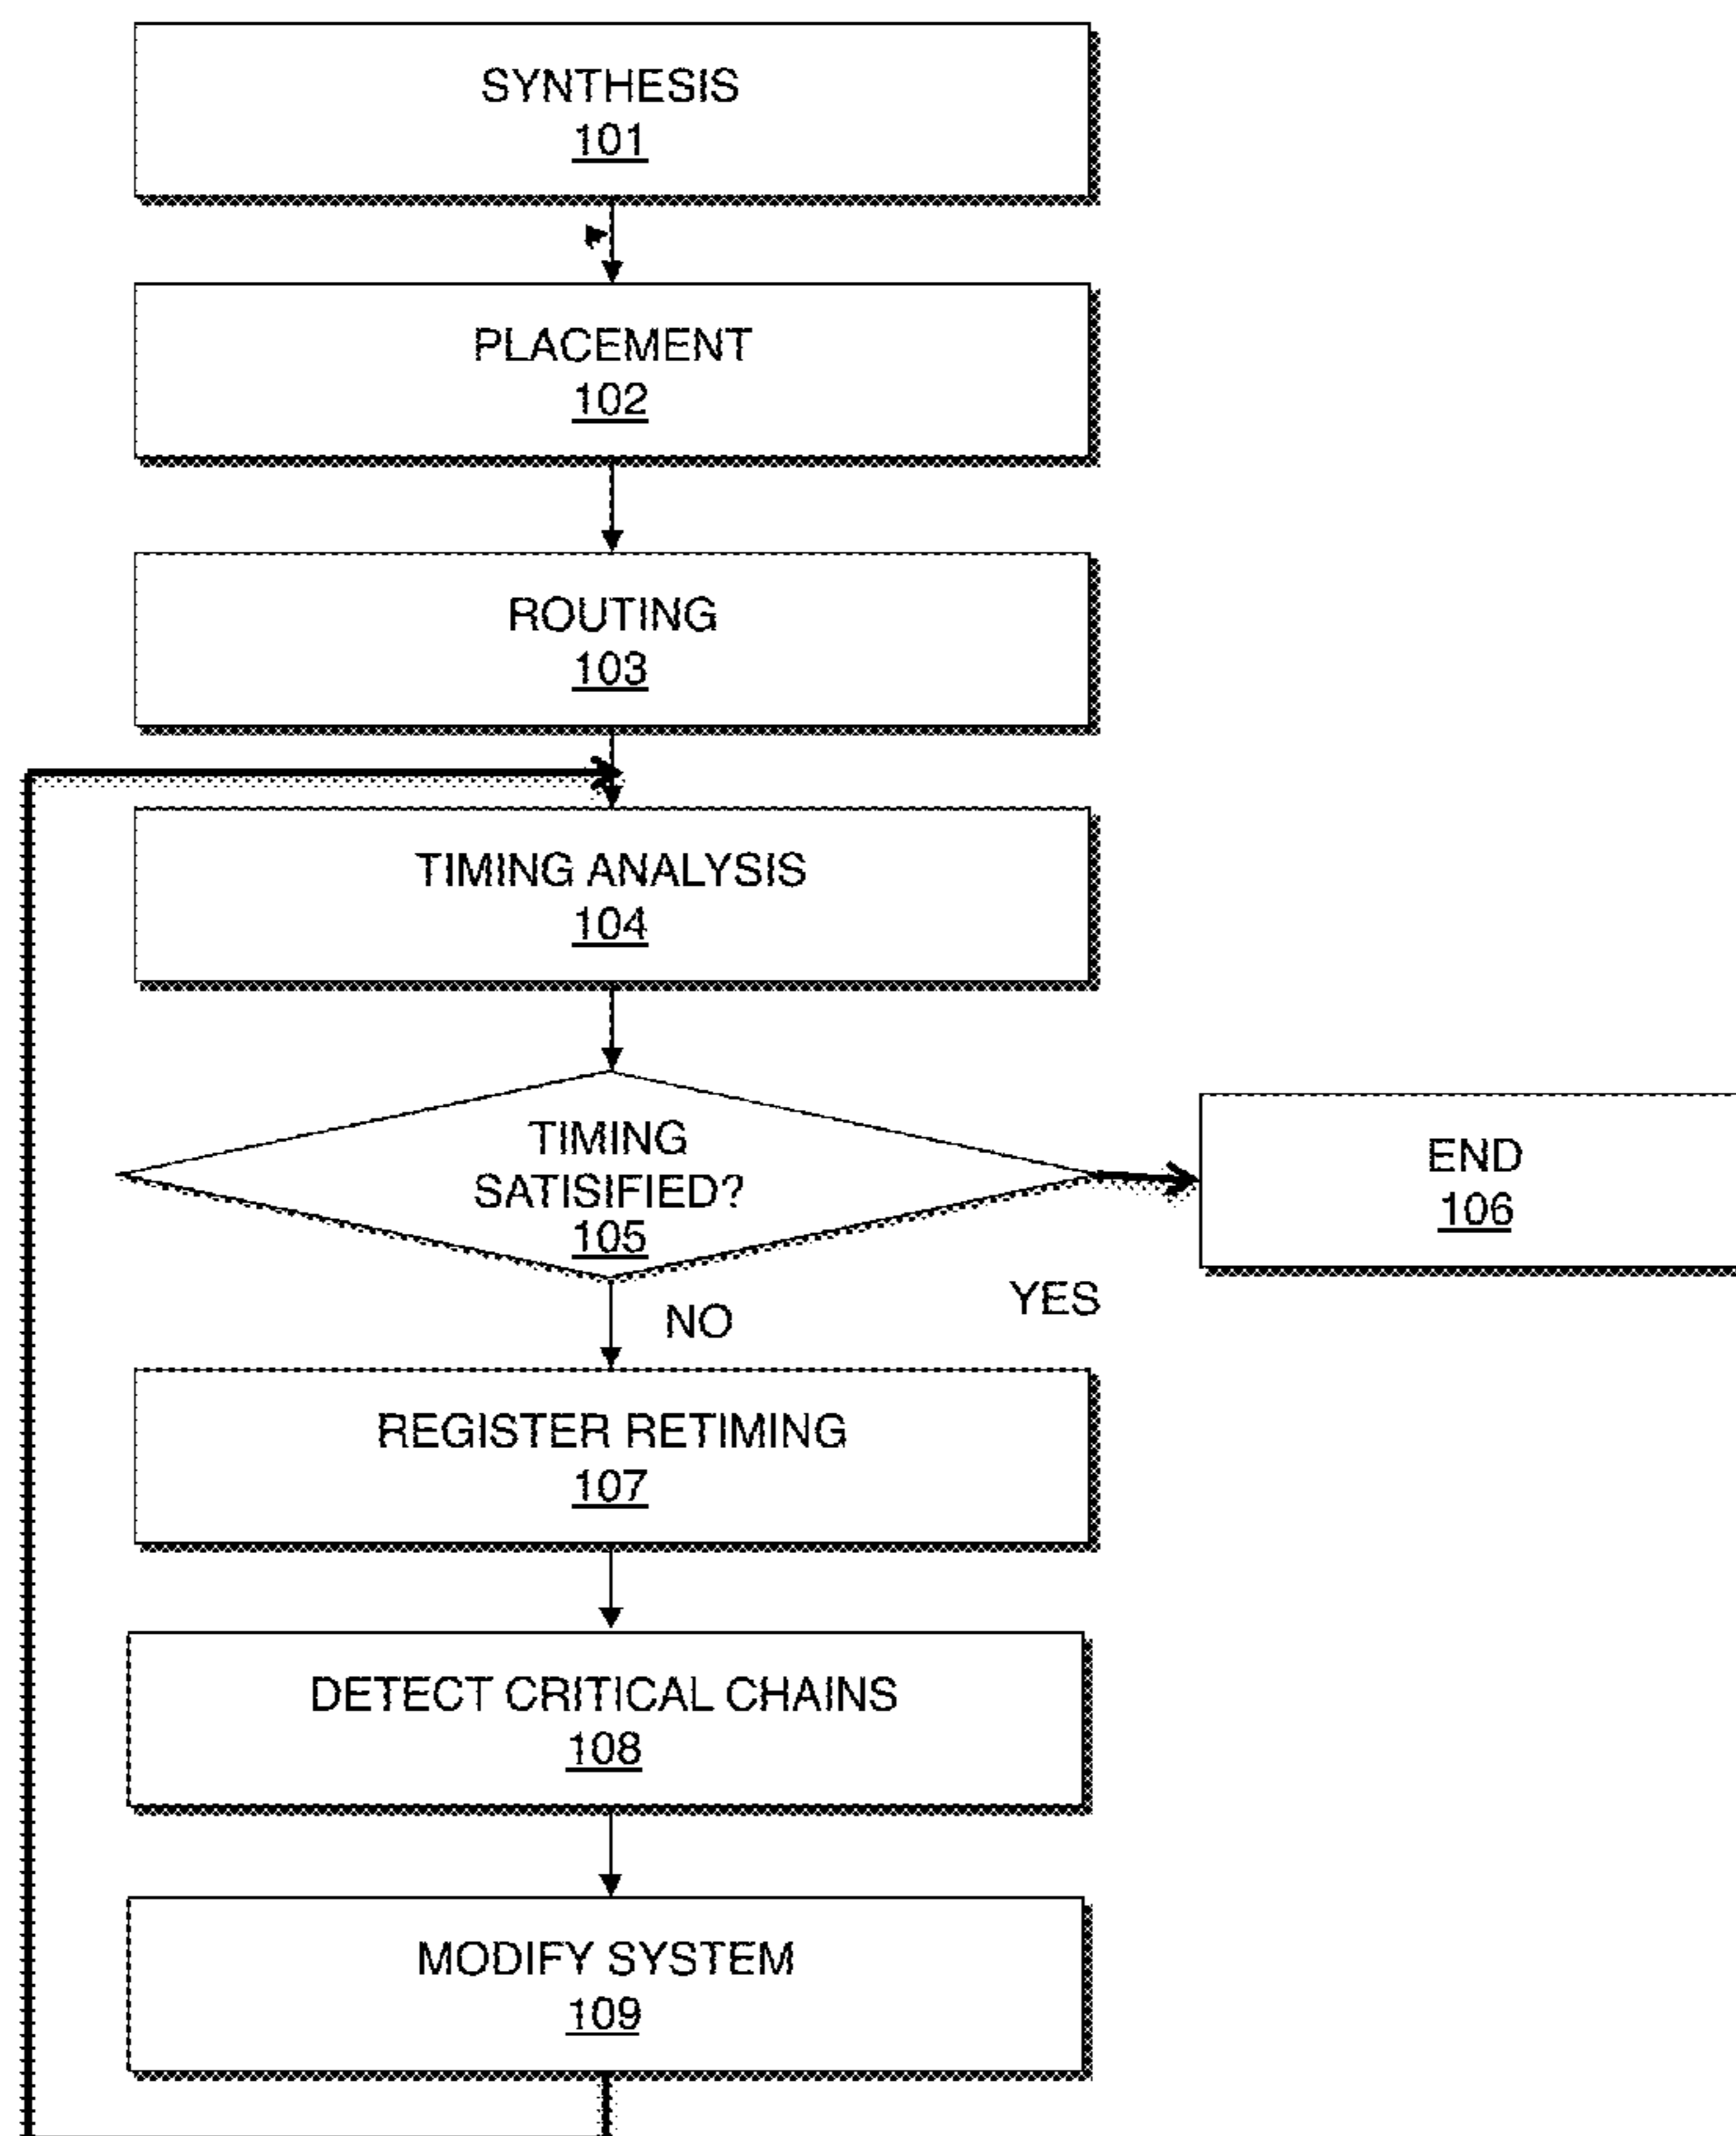 SYNTHESIS
101
PLACEMENT
102
ROUTING
103
TIMING ANALYSIS
104
TIMING
SATISIFIED?
105
END
106
YES
NO
REGISTER RETIMING
107
DETECT CRITICAL CHAINS
108
MODIFY SYSTEM
109